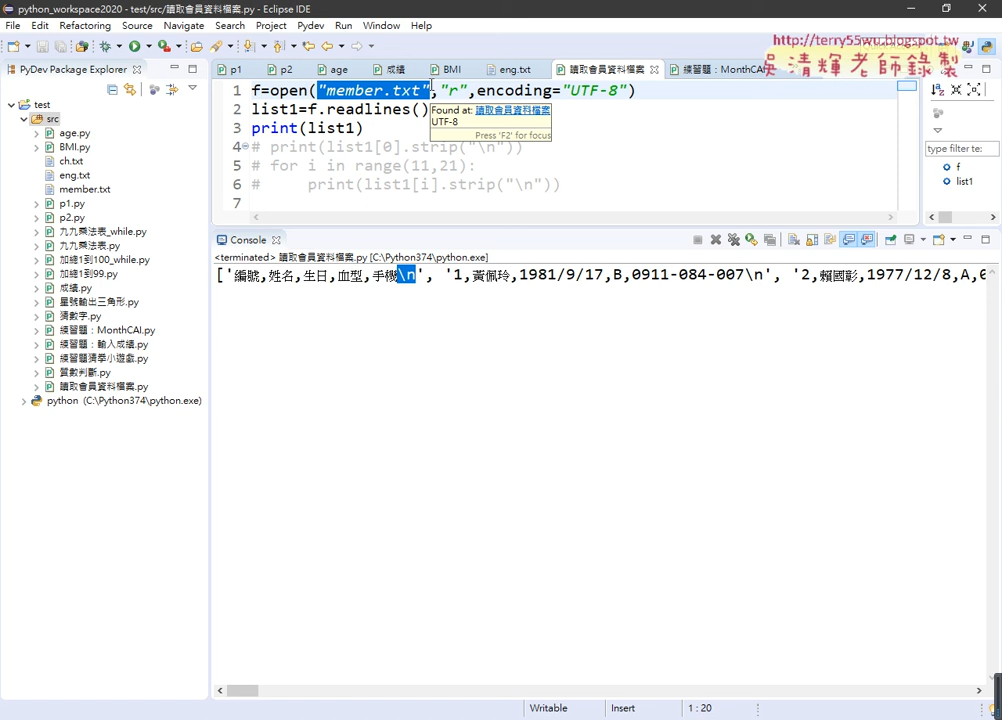 python_workspace2020 - test/src/讀取會員資料檔案.py - Eclipse IDE
File Edit Refactoring Source Navigate Search Project Pydev Run Window Help
http://terry55wu.blogspot.tw
吳清輝老師錄製
PyDev Package Explorer
p1 p2 age 成績 BMI eng.txt 讀取會員資料檔案 練習題：MonthCAI
test
src
age.py
BMI.py
ch.txt
eng.txt
member.txt
p1.py
p2.py
九九乘法表_while.py
九九乘法表.py
加總1到100_while.py
加總1到99.py
成績.py
星號輸出三角形.py
猜數字.py
練習題：MonthCAI.py
練習題：輸入成績.py
練習題猜學小遊戲.py
質數判斷.py
讀取會員資料檔案.py
python (C:\Python374\python.exe)
1 f=open("member.txt","r",encoding="UTF-8")
2 list1=f.readlines()
3 print(list1)
4 # print(list1[0].strip("\n"))
5 # for i in range(11,21):
6 #     print(list1[i].strip("\n"))
7
Found at: 讀取會員資料檔案
UTF-8
Press 'F2' for focus
type filter te:
f
list1
Console
<terminated> 讀取會員資料檔案.py [C:\Python374\python.exe]
['編號,姓名,生日,血型,手機\n', '1,黃佩玲,1981/9/17,B,0911-084-007\n', '2,賴國彰,1977/12/8,A,0
Writable Insert 1 : 20